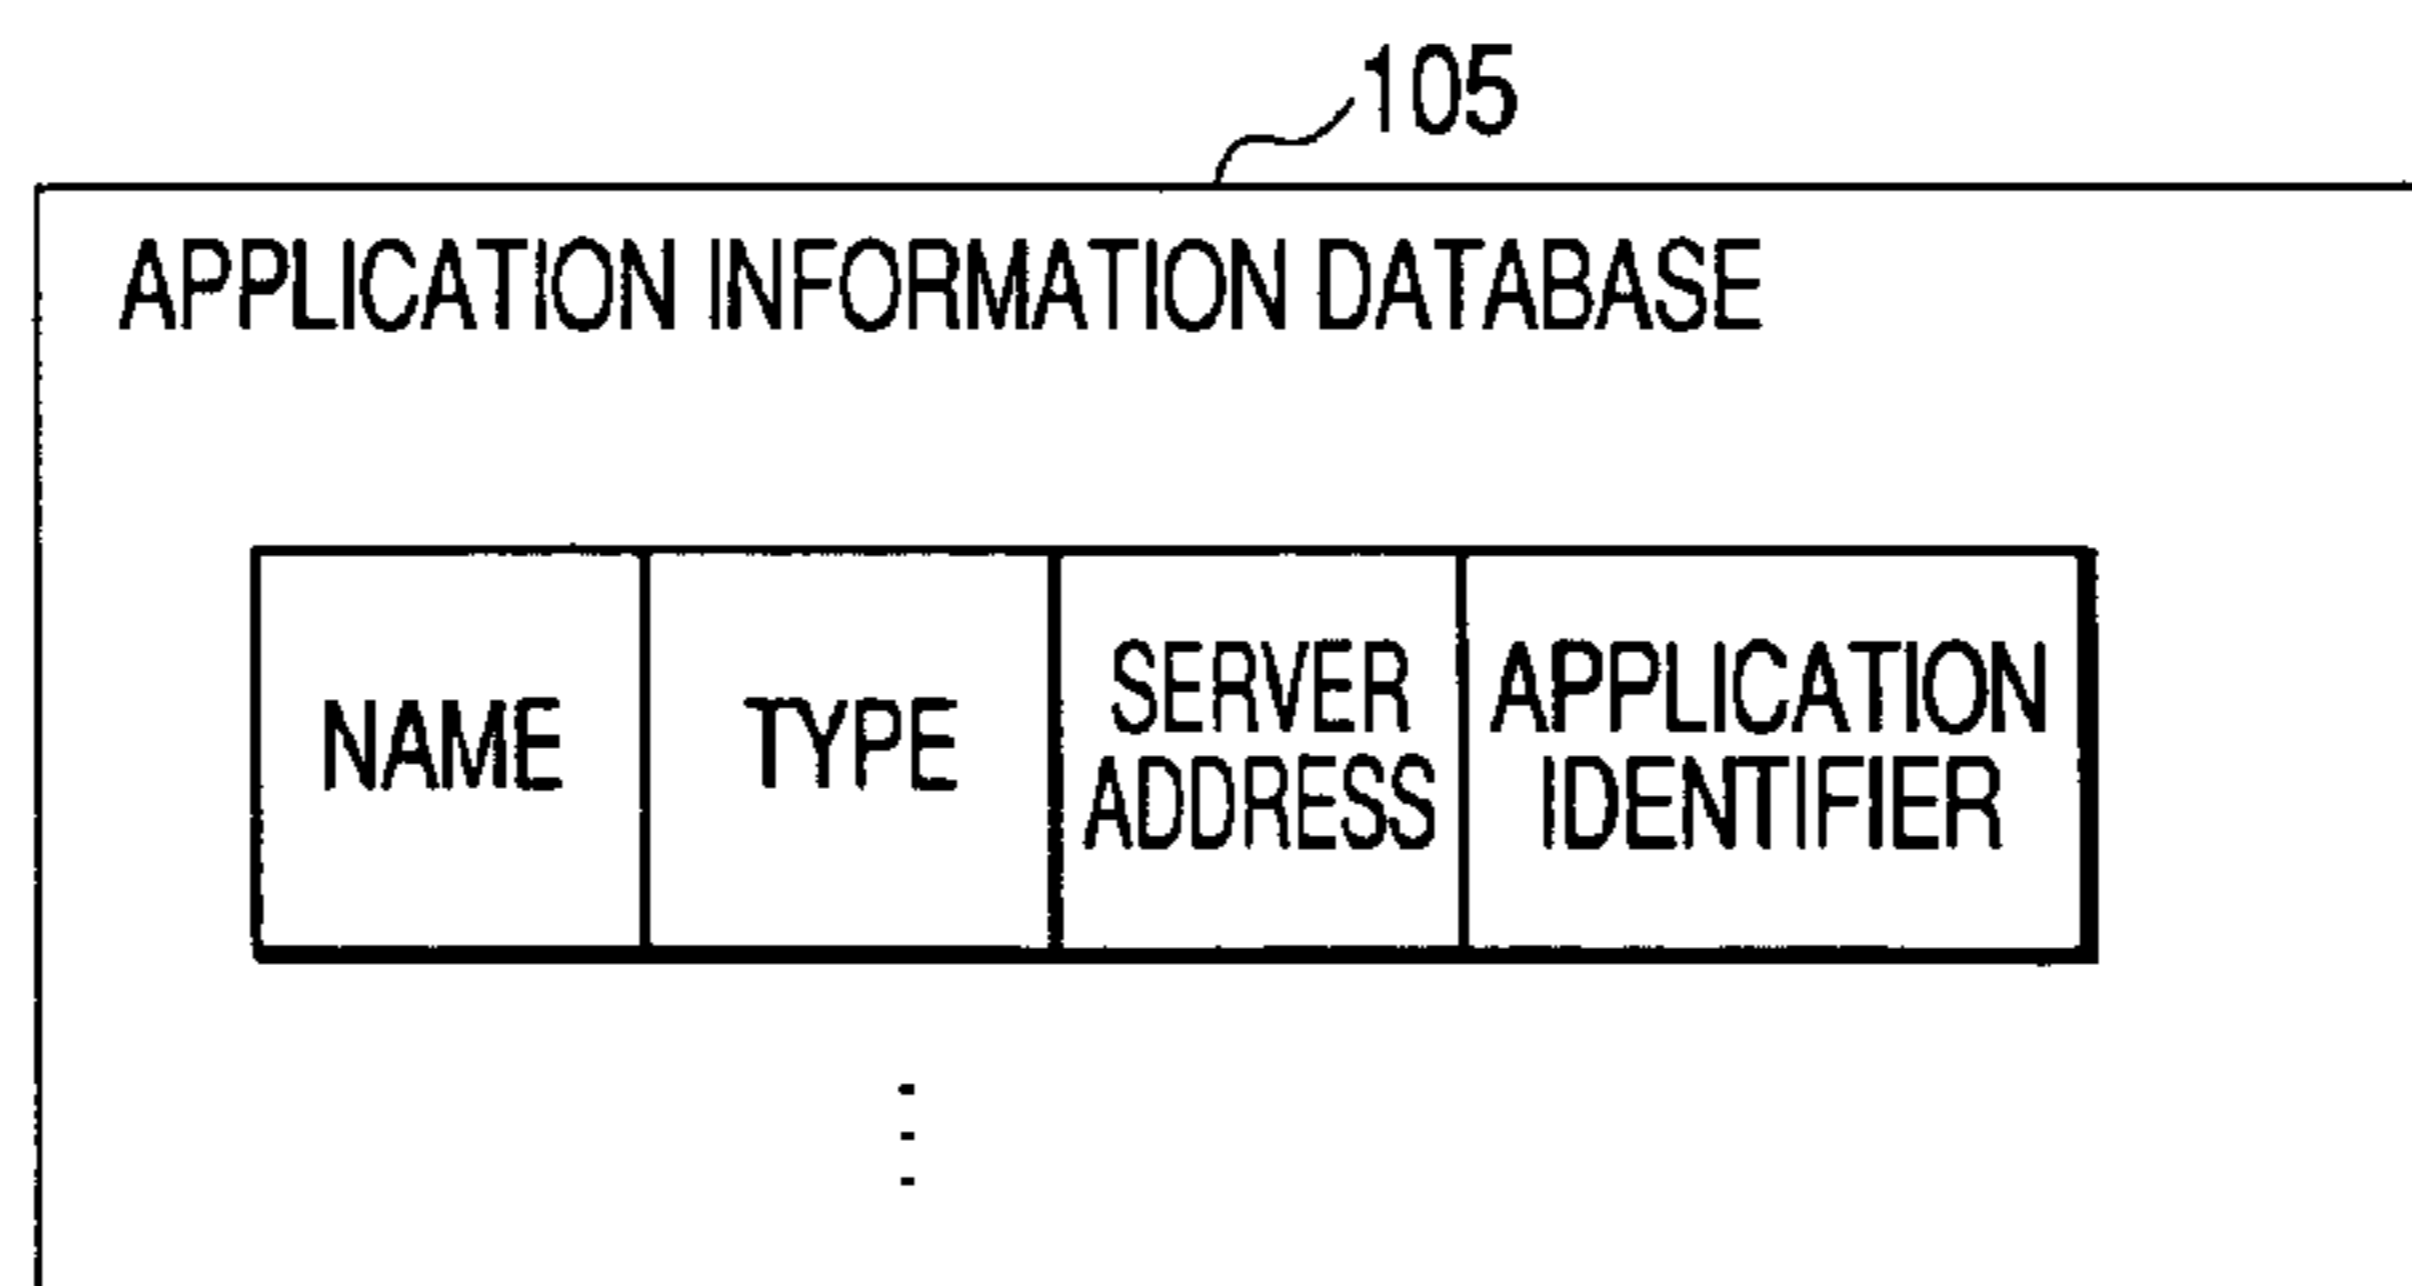 105
APPLICATION INFORMATION DATABASE
NAME
TYPE
SERVER
ADDRESS
APPLICATION
IDENTIFIER